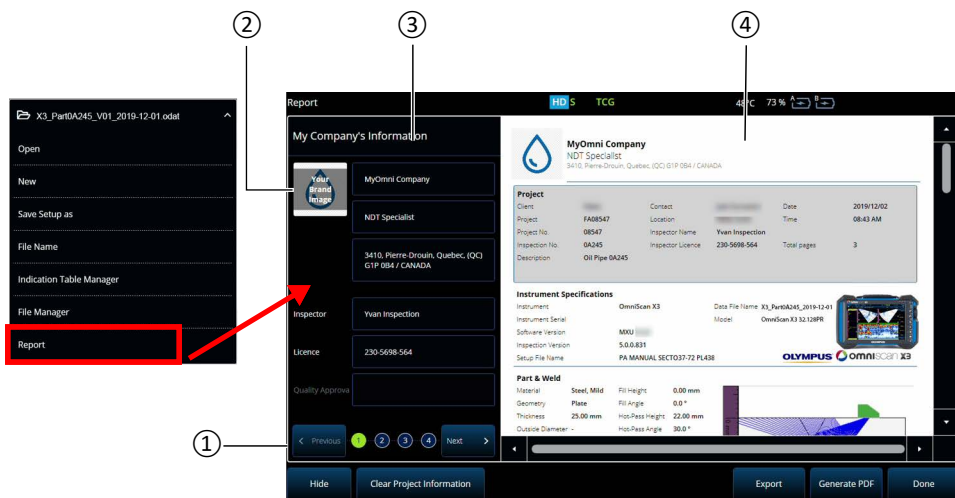 ②
③
④
X3_Part0A245_V01_2019-12-01.odat
Open
New
Save Setup as
File Name
Indication Table Manager
File Manager
Report
①
Report
HD S TCG 48°C 73 % A B
My Company's Information
Your
Brand
Image
MyOmni Company
NDT Specialist
3410, Pierre-Drouin, Quebec, (QC)
G1P 0B4 / CANADA
Inspector Yvan Inspection
Licence 230-5698-564
Quality Approva
Previous 1 2 3 4 Next
MyOmni Company
NDT Specialist
3410, Pierre-Drouin, Quebec, (QC) G1P 0B4 / CANADA
Project
Client Contact Date 2019/12/02
Project FA08547 Location Time 08:43 AM
Project No. 08547 Inspector Name Yvan Inspection
Inspection No. 0A245 Inspector Licence 230-5698-564 Total pages 3
Description Oil Pipe 0A245
Instrument Specifications
Instrument OmniScan X3 Data File Name X3_Part0A245_2019-12-01
Instrument Serial Model OmniScan X3 32.128PR
Software Version MXU
Inspection Version 5.0.0.831
Setup File Name PA MANUAL SECTO37-72 PL438
OLYMPUS OmniScan X3
Part & Weld
Material Steel, Mild Fill Height 0.00 mm
Geometry Plate Fill Angle 0.0 °
Thickness 25.00 mm Hot-Pass Height 22.00 mm
Outside Diameter - Hot-Pass Angle 30.0 °
Hide Clear Project Information Export Generate PDF Done